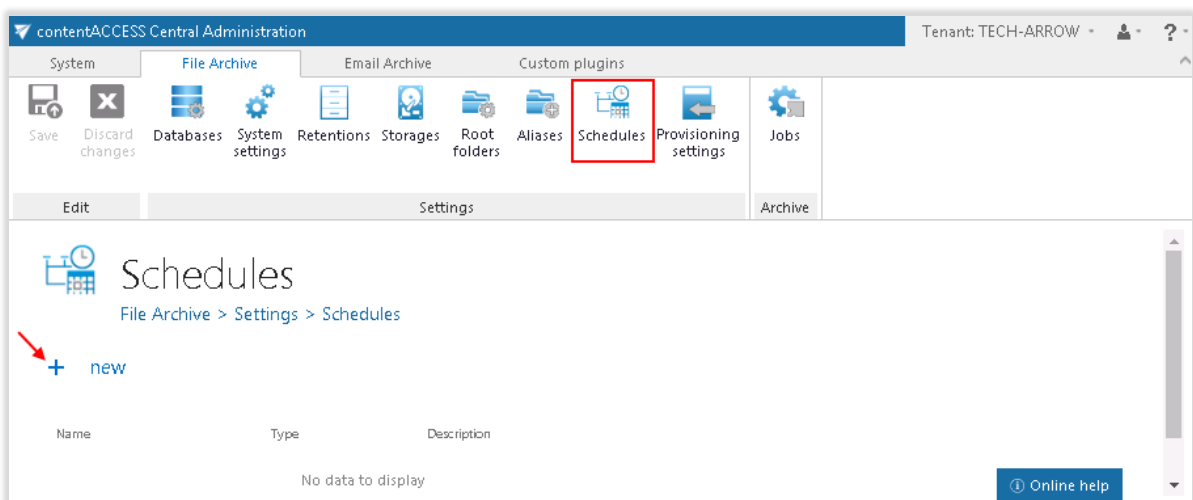 contentACCESS Central Administration
Tenant: TECH-ARROW
?
System
File Archive
Email Archive
Custom plugins
Save
Discard
changes
Databases
System
settings
Retentions
Storages
Root
folders
Aliases
Schedules
Provisioning
settings
Jobs
Edit
Settings
Archive
Schedules
File Archive > Settings > Schedules
+ new
Name
Type
Description
No data to display
Online help